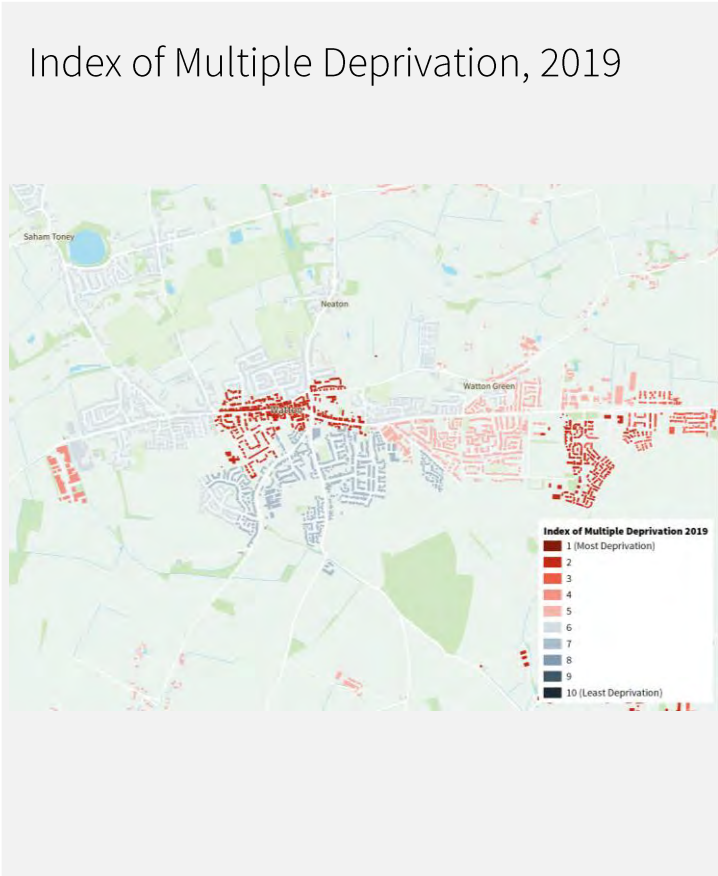 Index of Multiple Deprivation, 2019
Saham Toney
Neaton
Watton Green
Watton
Index of Multiple Deprivation 2019
1 (Most Deprivation)
2
3
4
5
6
7
8
9
10 (Least Deprivation)